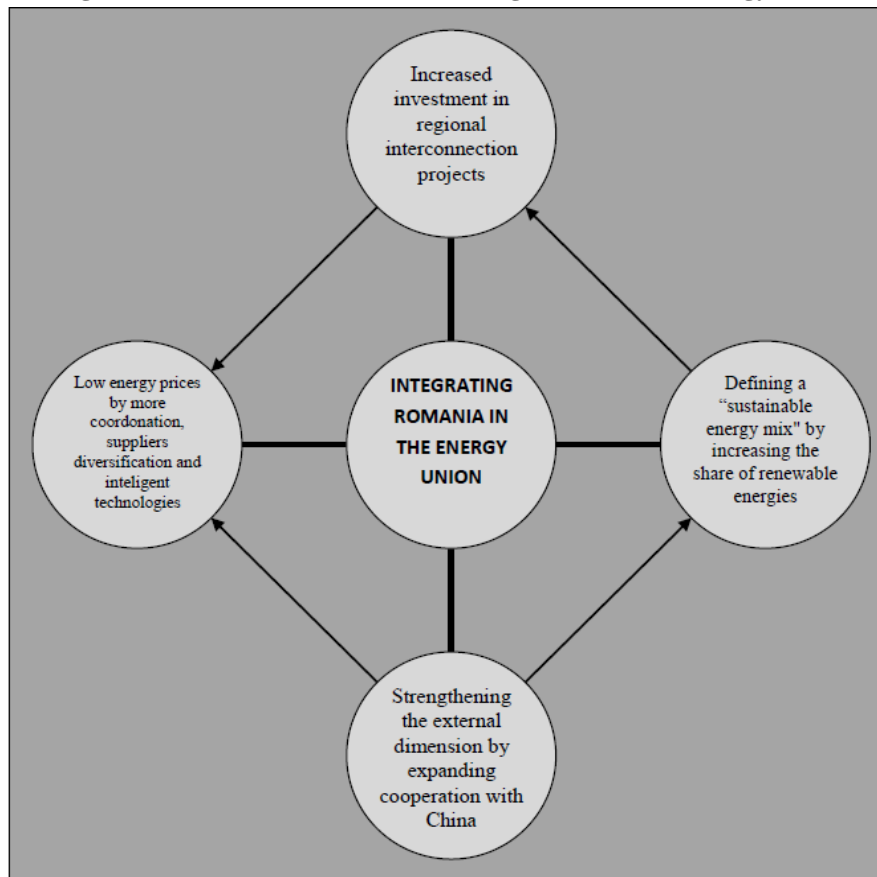 Increased
investment in
regional
interconnection
projects
Low energy prices
by more
coordonation,
suppliers
diversification and
inteligent
technologies
INTEGRATING
ROMANIA IN
THE ENERGY
UNION
Defining a
“sustainable
energy mix" by
increasing the
share of renewable
energies
Strengthening
the external
dimension by
expanding
cooperation with
China